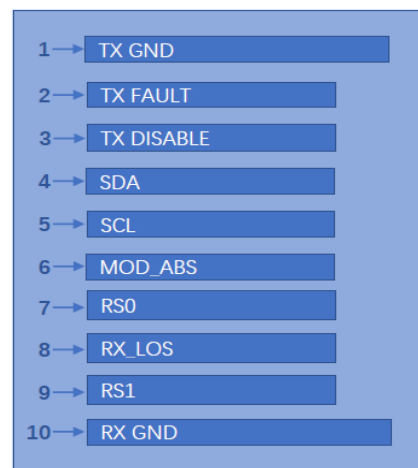 1 TX GND
2 TX FAULT
3 TX DISABLE
4 SDA
5 SCL
6 MOD_ABS
7 RS0
8 RX_LOS
9 RS1
10 RX GND